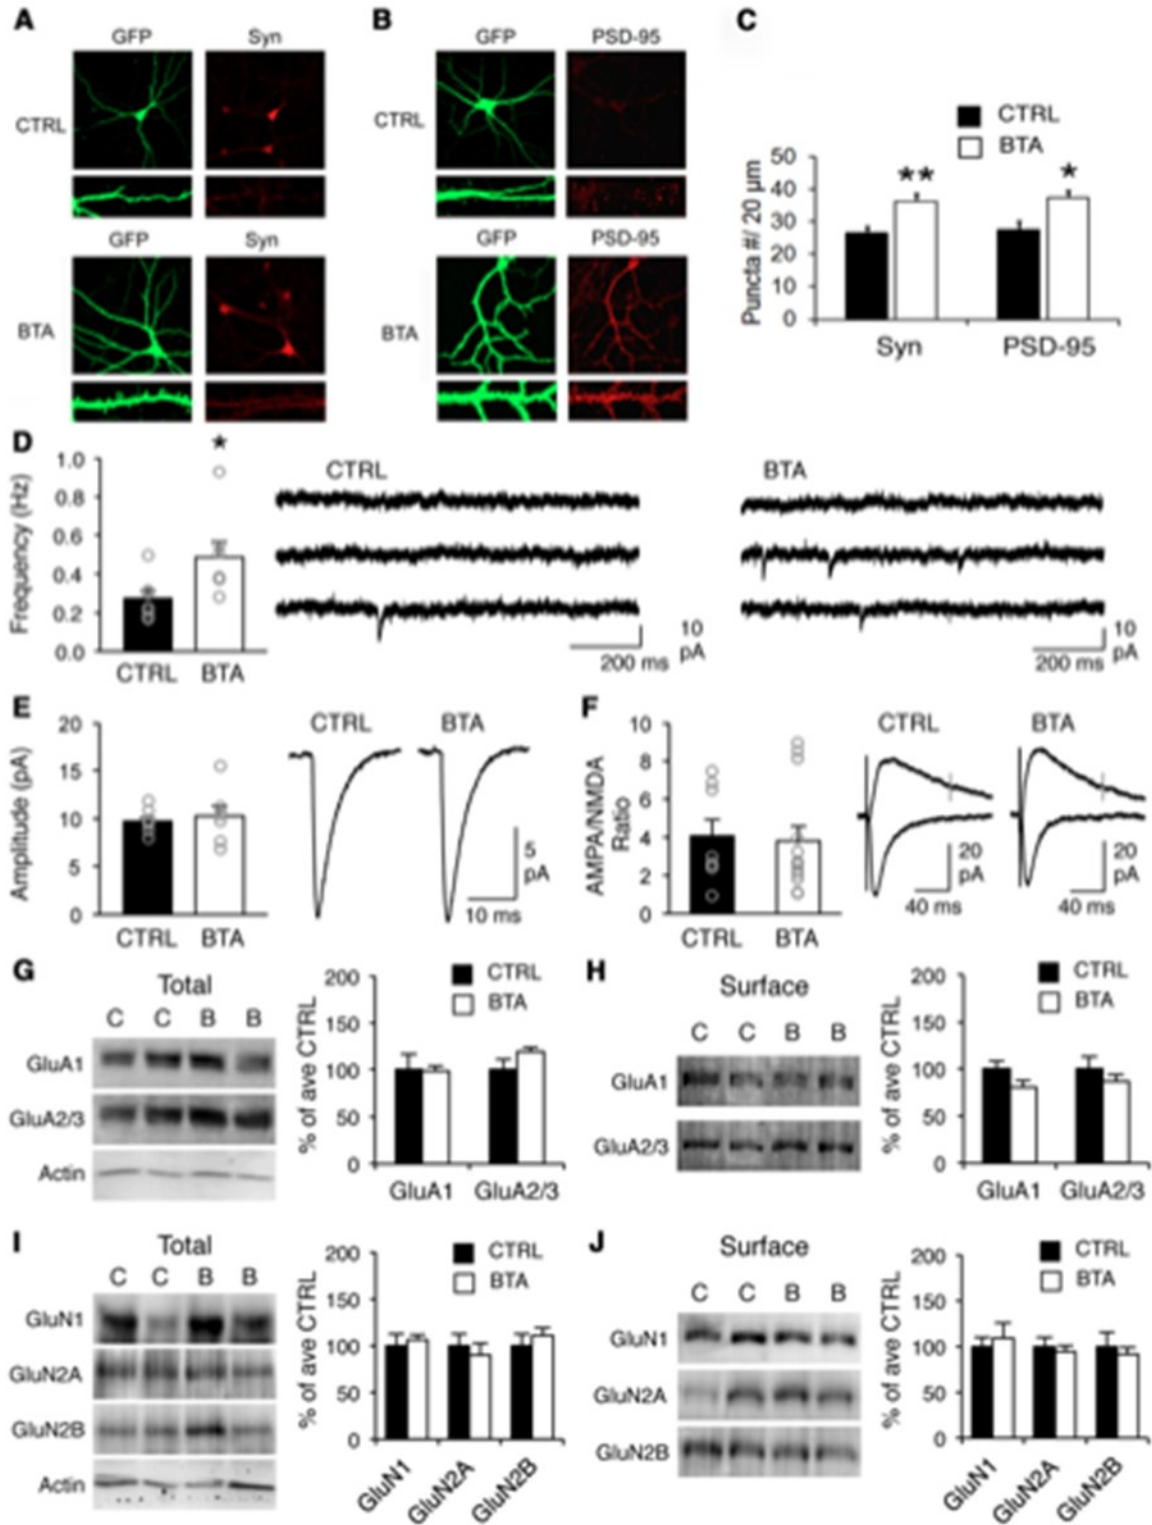 A
GFP Syn
CTRL
GFP Syn
BTA
B
GFP PSD-95
CTRL
GFP PSD-95
BTA
C
CTRL
BTA
Puncta #/ 20 µm
50
40
30
20
10
0
** *
Syn PSD-95
D
Frequency (Hz)
1.0
0.8
0.6
0.4
0.2
0.0
*
CTRL BTA
CTRL
10
pA
200 ms
BTA
10
pA
200 ms
E
Amplitude (pA)
20
15
10
5
0
CTRL BTA
CTRL BTA
5
pA
10 ms
F
AMPA/NMDA
Ratio
10
8
6
4
2
0
CTRL BTA
CTRL BTA
20
pA
40 ms
20
pA
40 ms
G
Total
C C B B
GluA1
GluA2/3
Actin
% of ave CTRL
200
150
100
50
0
CTRL
BTA
GluA1 GluA2/3
H
Surface
C C B B
GluA1
GluA2/3
% of ave CTRL
200
150
100
50
0
CTRL
BTA
GluA1 GluA2/3
I
Total
C C B B
GluN1
GluN2A
GluN2B
Actin
% of ave CTRL
200
150
100
50
0
CTRL
BTA
GluN1 GluN2A GluN2B
J
Surface
C C B B
GluN1
GluN2A
GluN2B
% of ave CTRL
200
150
100
50
0
CTRL
BTA
GluN1 GluN2A GluN2B